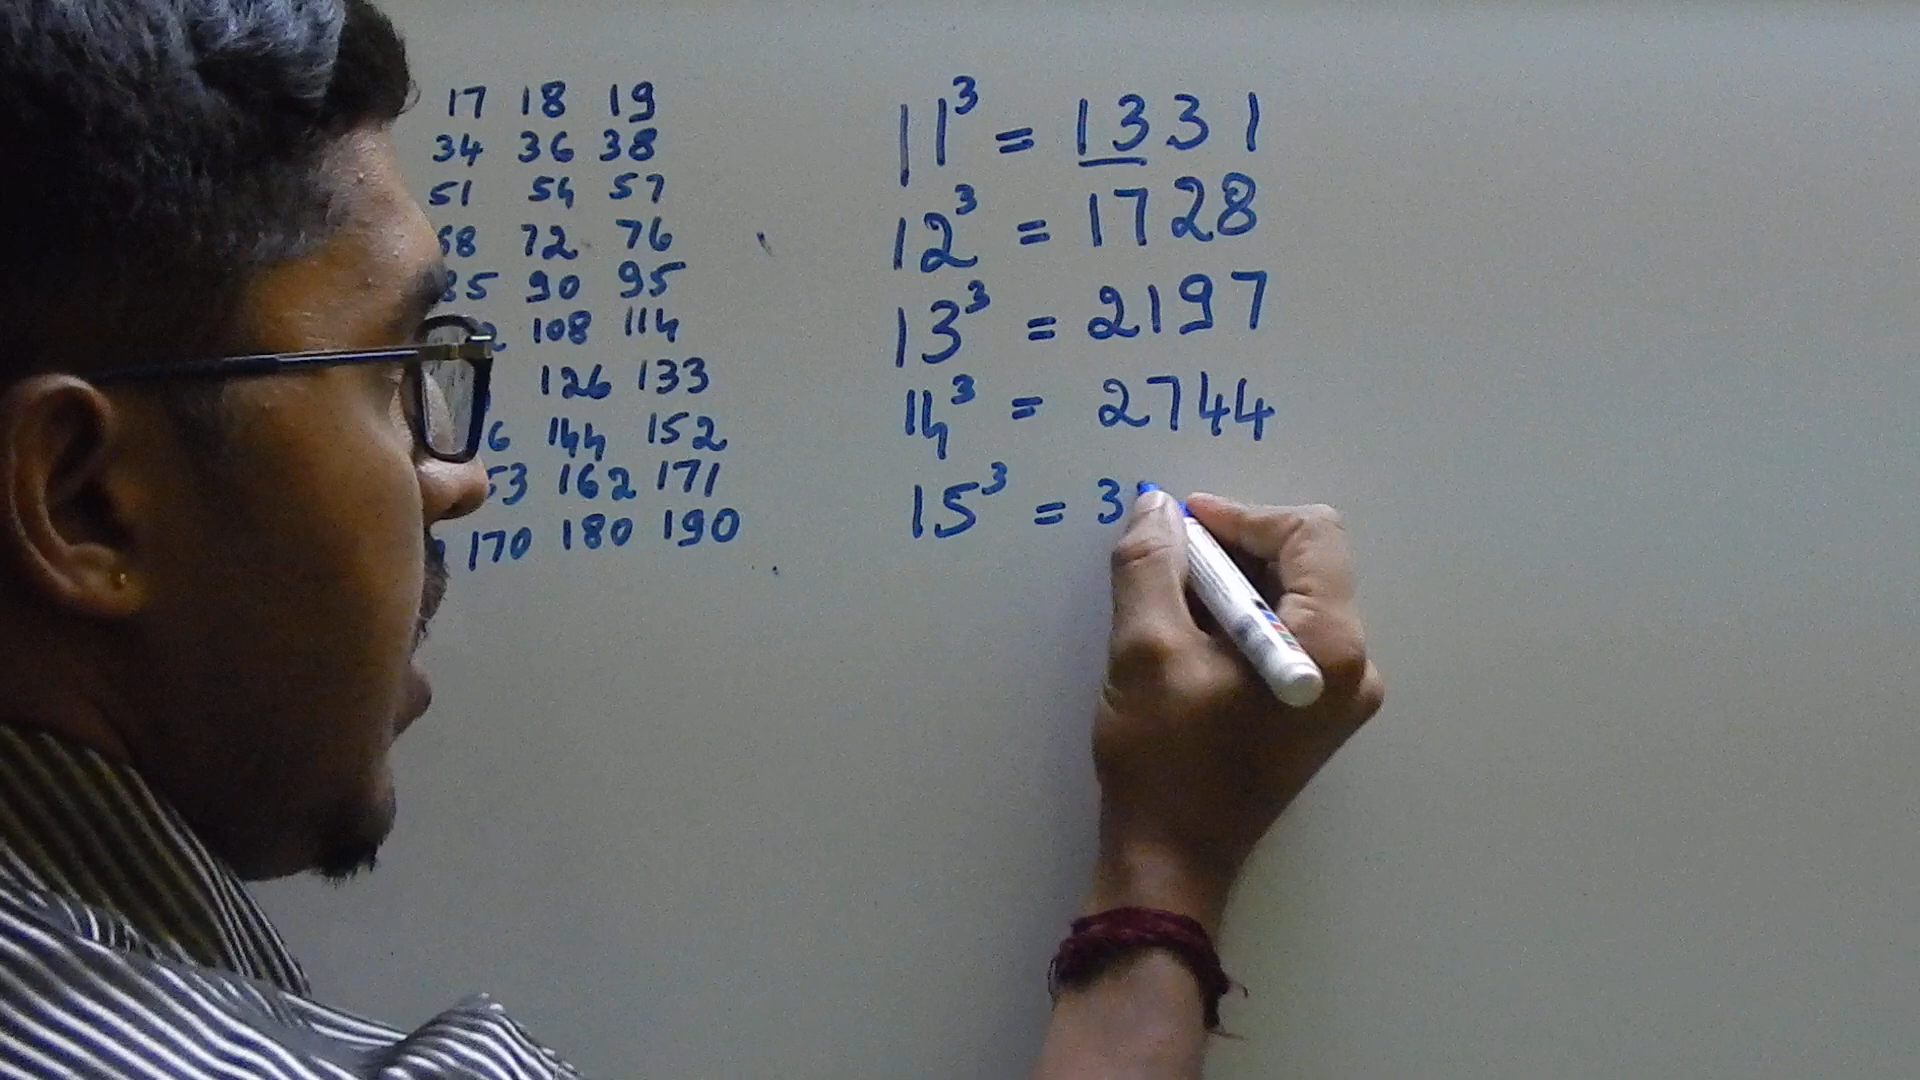 17 18 19
34 36 38
51 54 57
68 72 76
85 90 95
2 108 114
126 133
6 144 152
53 162 171
170 180 190
11³ = 1331
12³ = 1728
13³ = 2197
14³ = 2744
15³ = 3